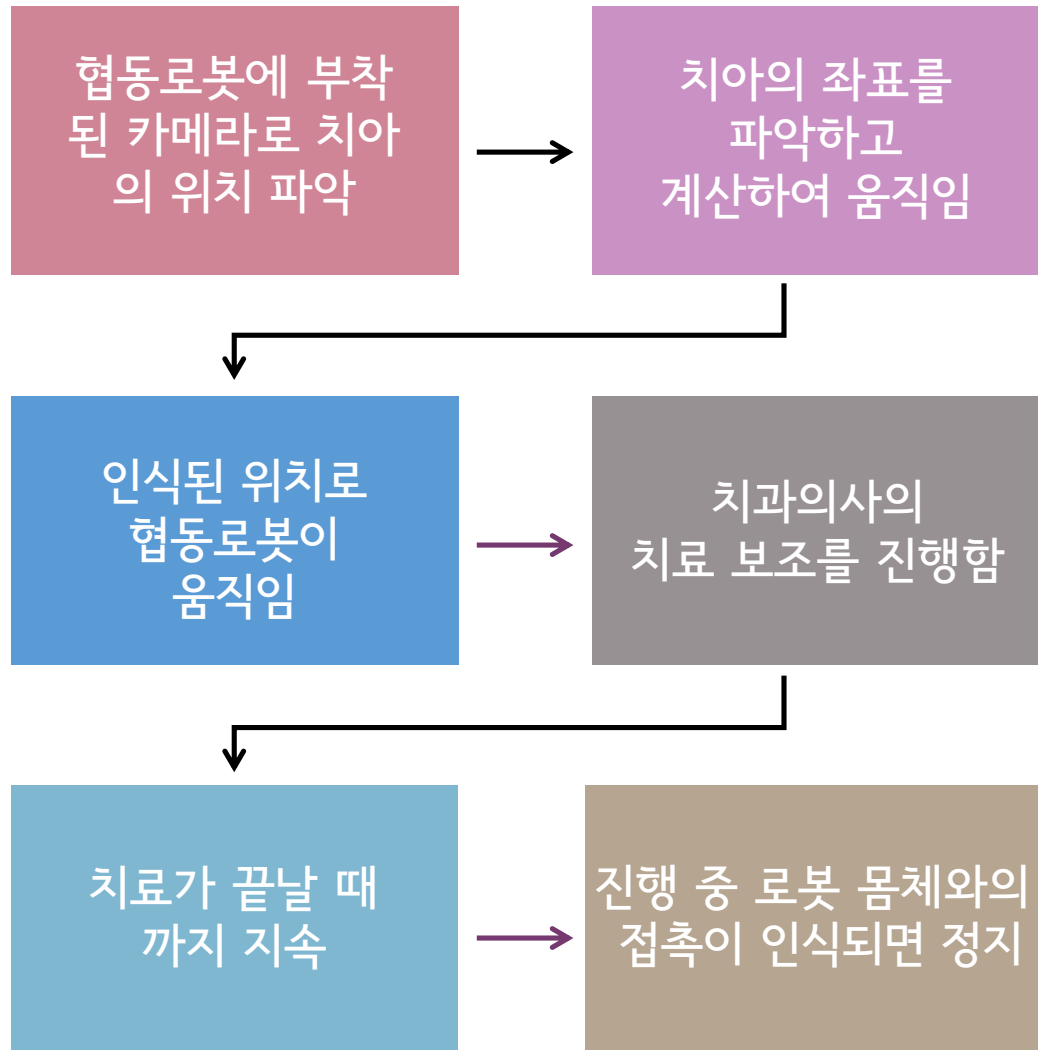 협동로봇에 부착
된 카메라로 치아
의 위치 파악
치아의 좌표를
파악하고
계산하여 움직임
인식된 위치로
협동로봇이
움직임
치과의사의
치료 보조를 진행함
치료가 끝날 때
까지 지속
진행 중 로봇 몸체와의
접촉이 인식되면 정지